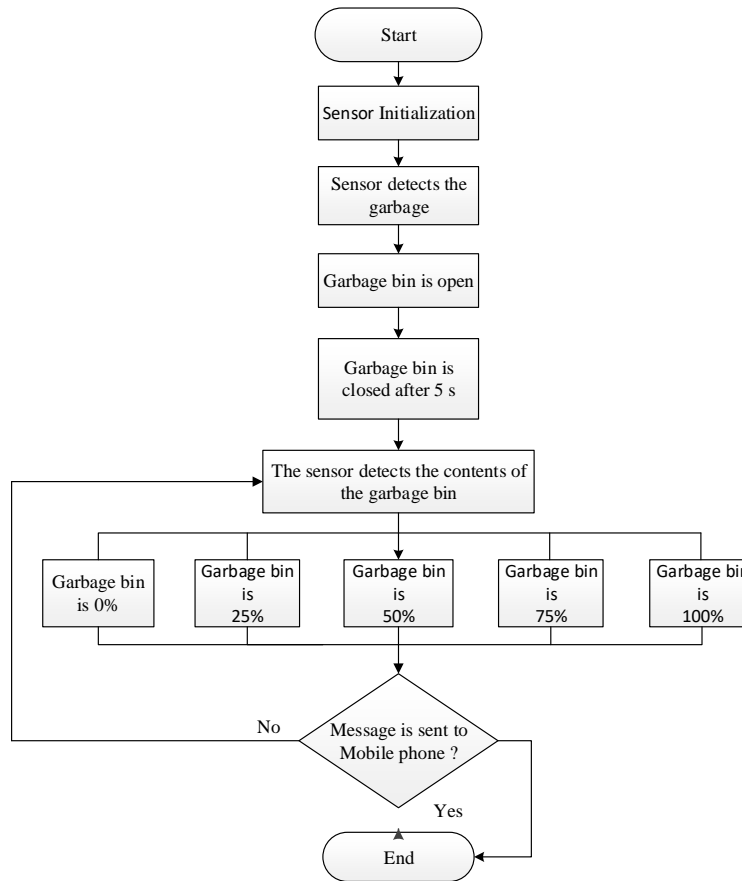 Start
Sensor Initialization
Sensor detects the
garbage
Garbage bin is open
Garbage bin is
closed after 5 s
The sensor detects the contents of
the garbage bin
Garbage bin
is 0%
Garbage bin
is
25%
Garbage bin
is
50%
Garbage bin
is
75%
Garbage bin
is
100%
No
Message is sent to
Mobile phone ?
Yes
End